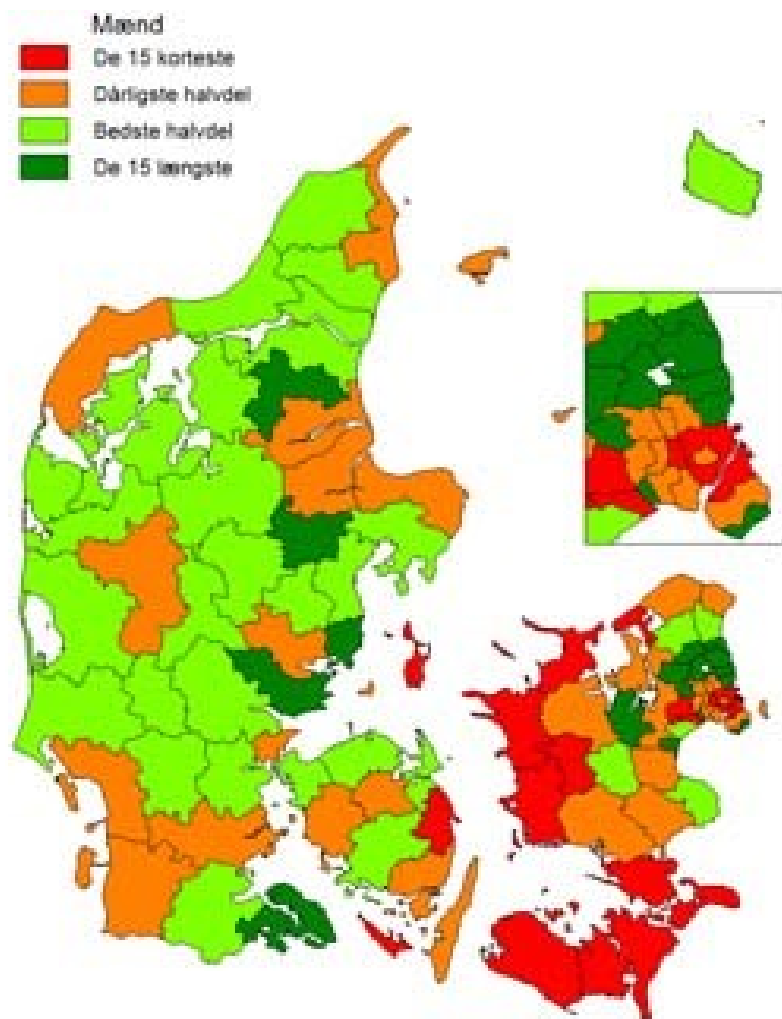 Mænd
De 15 korteste
Dårligste halvdel
Bedste halvdel
De 15 længste